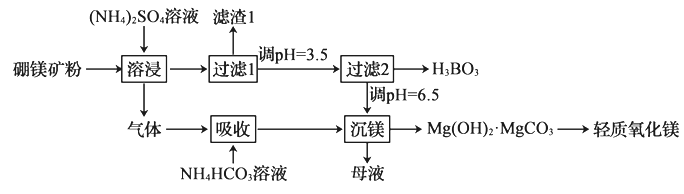 (NH4)2SO4溶液
滤渣1
硼镁矿粉
溶浸
过滤1
调pH=3.5
过滤2
H3BO3
调pH=6.5
气体
吸收
沉镁
Mg(OH)2·MgCO3
轻质氧化镁
NH4HCO3溶液
母液